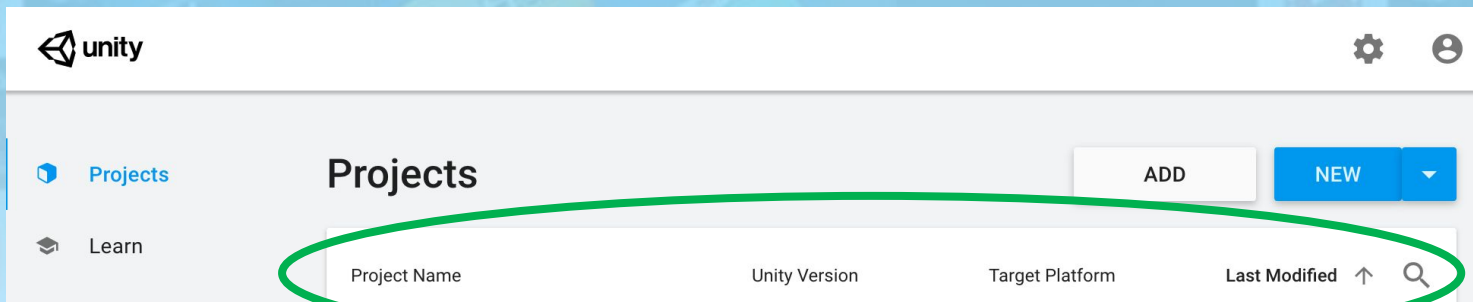 unity
Projects
Projects
ADD
NEW
Learn
Project Name
Unity Version
Target Platform
Last Modified